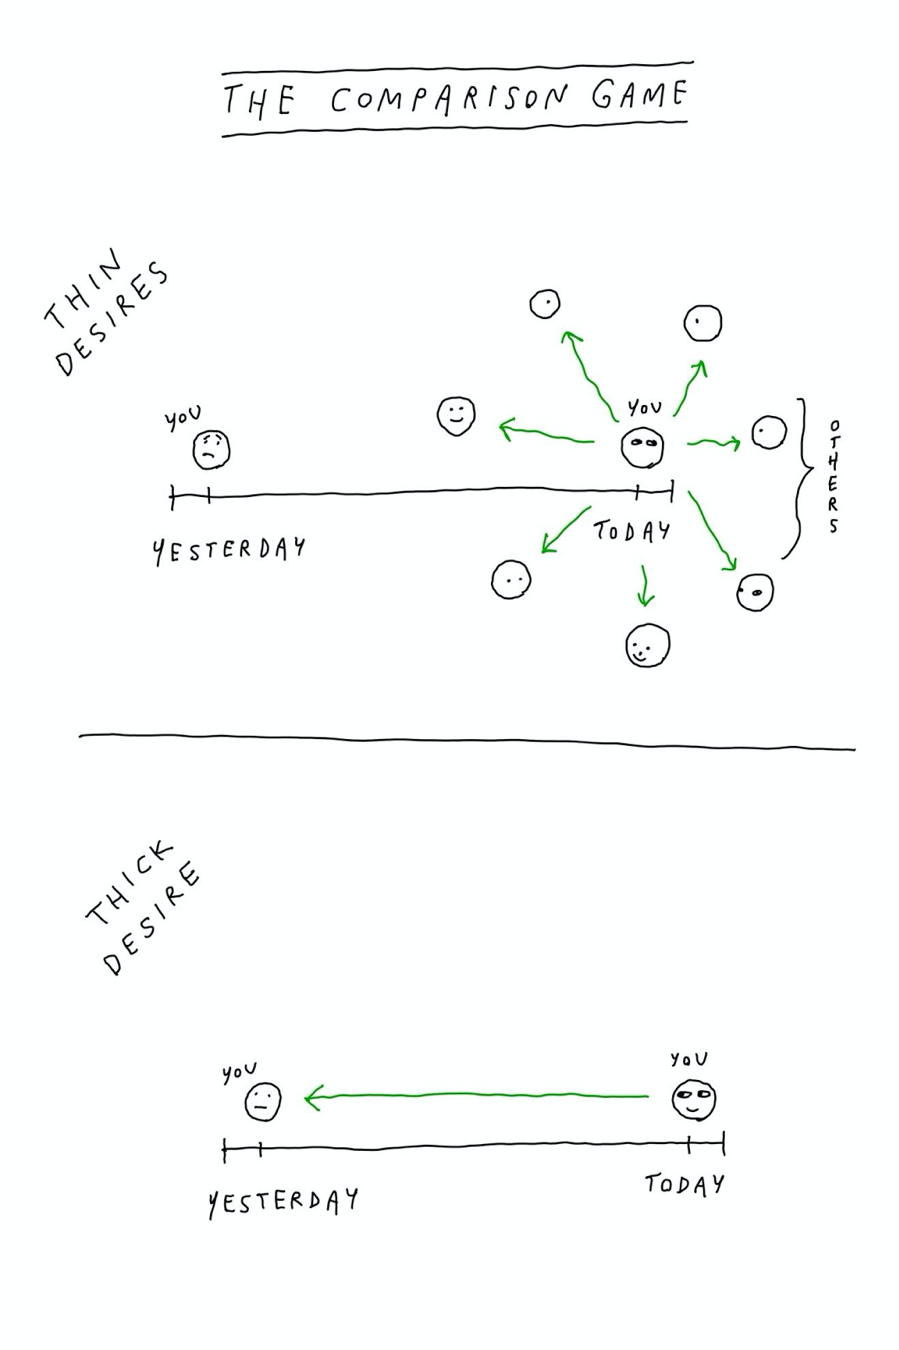 THE COMPARISON GAME
THIN
DESIRES
YOU
YOU
OTHERS
YESTERDAY
TODAY
THICK
DESIRE
YOU
YOU
YESTERDAY
TODAY